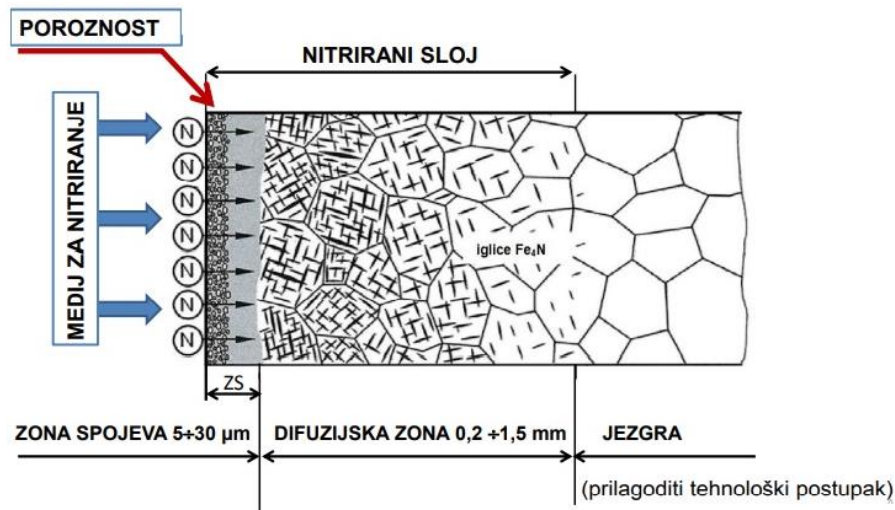 POROZNOST
NITRIRANI SLOJ
MEDIJ ZA NITRIRANJE
N
N
N
N
N
N
N
iglice Fe₄N
ZS
ZONA SPOJEVA 5÷30 µm
DIFUZIJSKA ZONA 0,2 ÷1,5 mm
JEZGRA
(prilagoditi tehnološki postupak)